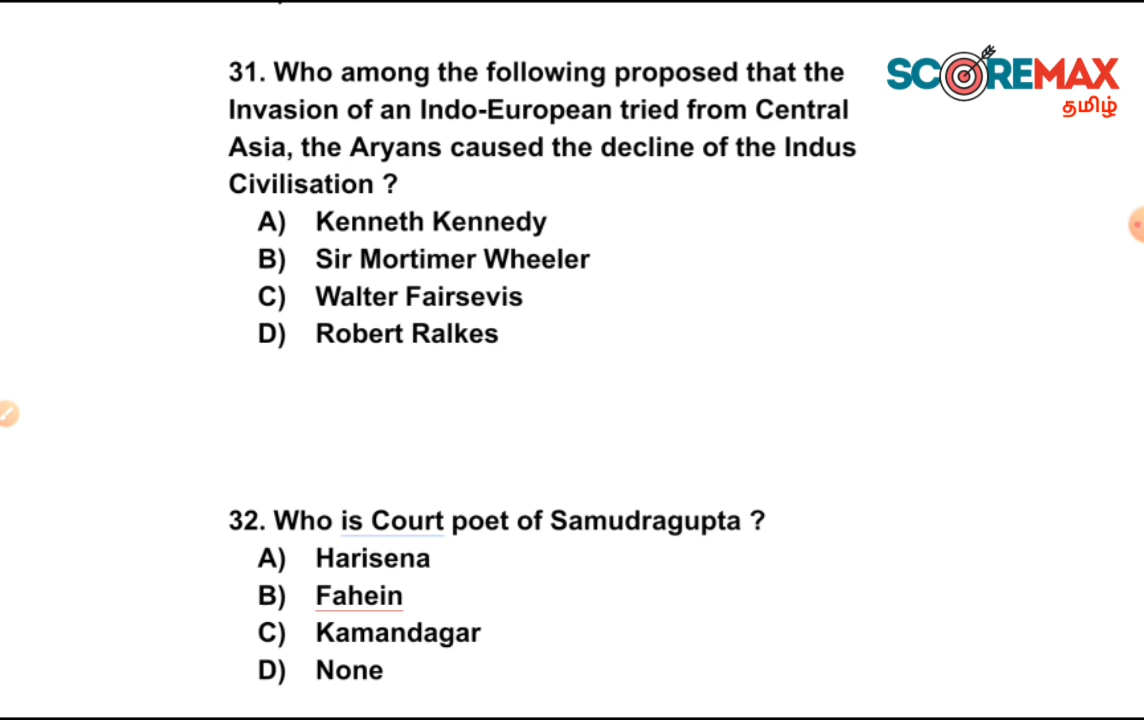 SCOREMAX
தமிழ்
31. Who among the following proposed that the
Invasion of an Indo-European tried from Central
Asia, the Aryans caused the decline of the Indus
Civilisation ?
A) Kenneth Kennedy
B) Sir Mortimer Wheeler
C) Walter Fairsevis
D) Robert Ralkes
32. Who is Court poet of Samudragupta ?
A) Harisena
B) Fahein
C) Kamandagar
D) None